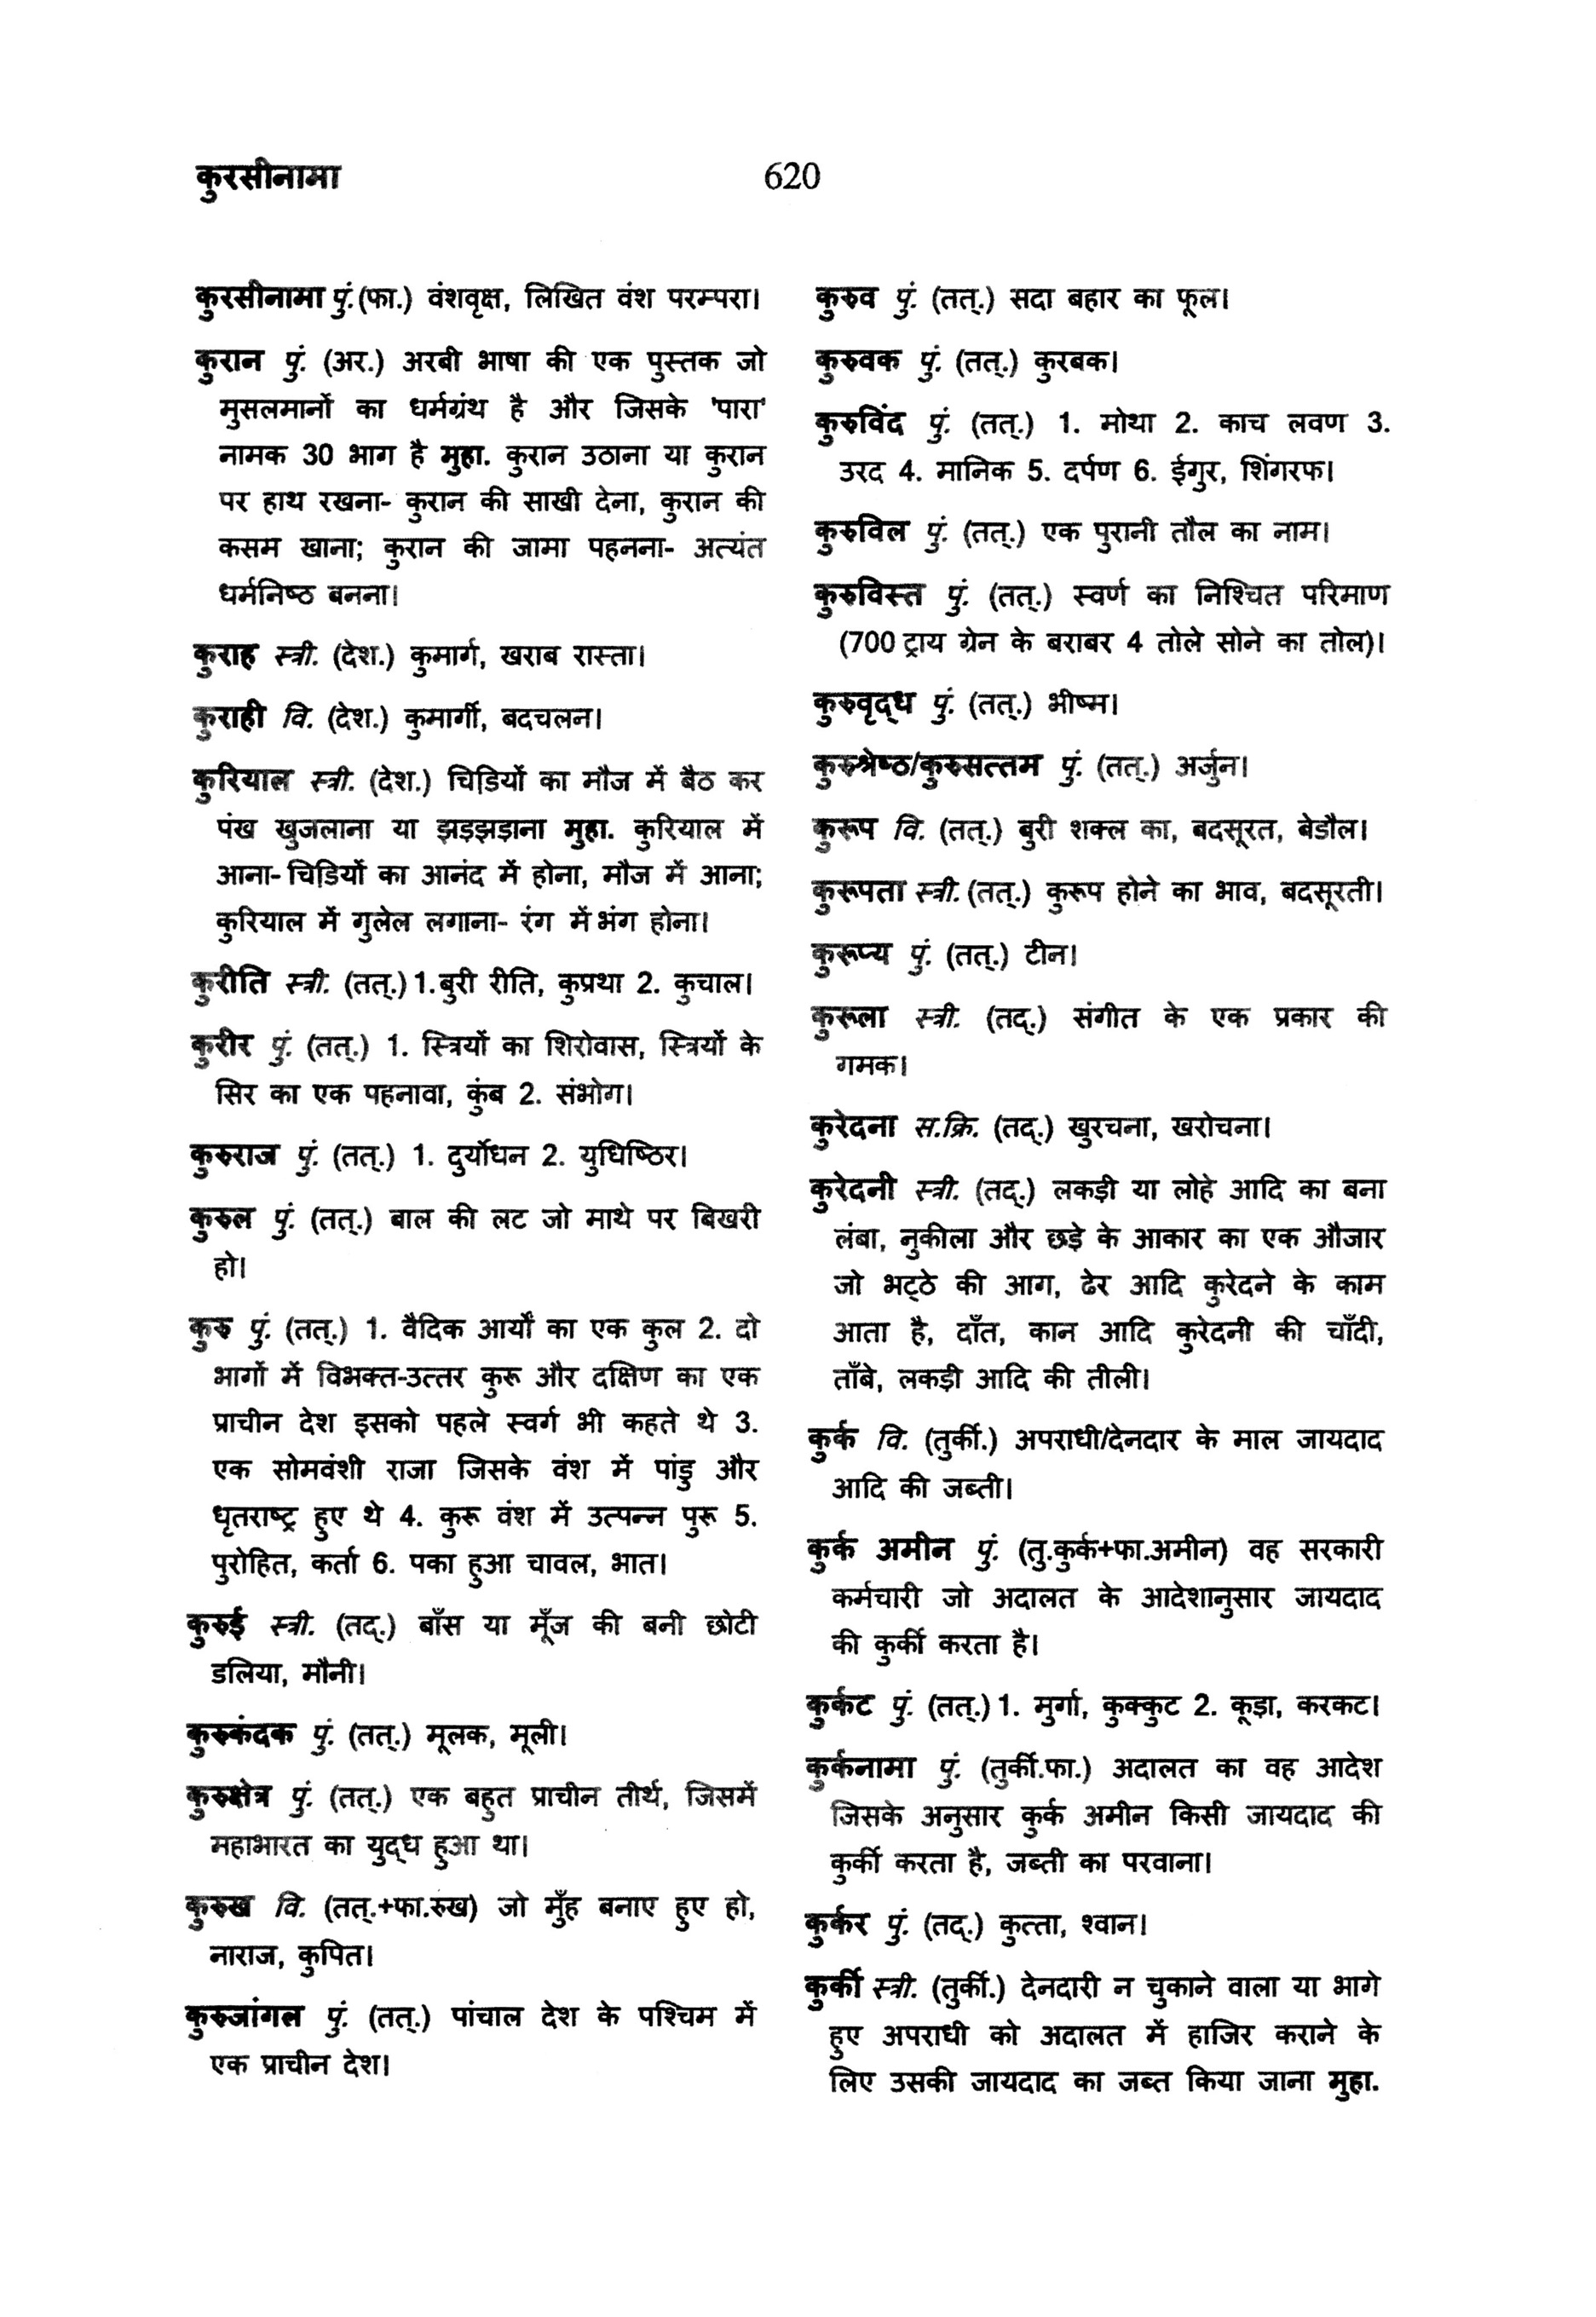 कुरसीनामा
620
कुरसीनामा पुं.(फा.) वंशवृक्ष, लिखित वंश परम्परा।
कुरान पुं. (अर.) अरबी भाषा की एक पुस्तक जो
मुसलमानों का धर्मग्रंथ है और जिसके 'पारा'
नामक 30 भाग है मुहा. कुरान उठाना या कुरान
पर हाथ रखना- कुरान की साखी देना, कुरान की
कसम खाना; कुरान की जामा पहनना- अत्यंत
धर्मनिष्ठ बनना।
कुराह स्त्री. (देश.) कुमार्ग, खराब रास्ता।
कुराही वि. (देश.) कुमार्गी, बदचलन।
कुरियाल स्त्री. (देश.) चिडि़यों का मौज में बैठ कर
पंख खुजलाना या झड़झड़ाना मुहा. कुरियाल में
आना- चिडि़यों का आनंद में होना, मौज में आना;
कुरियाल में गुलेल लगाना- रंग में भंग होना।
कुरीति स्त्री. (तत्.) 1.बुरी रीति, कुप्रथा 2. कुचाल।
कुरीर पुं. (तत्.) 1. स्त्रियों का शिरोवास, स्त्रियों के
सिर का एक पहनावा, कुंब 2. संभोग।
कुरुराज पुं. (तत्.) 1. दुर्योधन 2. युधिष्ठिर।
कुरुल पुं. (तत्.) बाल की लट जो माथे पर बिखरी
हो।
कुरु पुं. (तत्.) 1. वैदिक आर्यों का एक कुल 2. दो
भागों में विभक्त-उत्तर कुरू और दक्षिण का एक
प्राचीन देश इसको पहले स्वर्ग भी कहते थे 3.
एक सोमवंशी राजा जिसके वंश में पांडु और
धृतराष्ट्र हुए थे 4. कुरू वंश में उत्पन्न पुरू 5.
पुरोहित, कर्ता 6. पका हुआ चावल, भात।
कुरुई स्त्री. (तद्.) बाँस या मूँज की बनी छोटी
डलिया, मौनी।
कुरुकंदक पुं. (तत्.) मूलक, मूली।
कुरुक्षेत्र पुं. (तत्.) एक बहुत प्राचीन तीर्थ, जिसमें
महाभारत का युद्ध हुआ था।
कुरुख वि. (तत्.+फा.रुख) जो मुँह बनाए हुए हो,
नाराज, कुपित।
कुरुजांगल पुं. (तत्.) पांचाल देश के पश्चिम में
एक प्राचीन देश।
कुरुव पुं. (तत्.) सदा बहार का फूल।
कुरुवक पुं. (तत्.) कुरबक।
कुरुविंद पुं. (तत्.) 1. मोथा 2. काच लवण 3.
उरद 4. मानिक 5. दर्पण 6. ईगुर, शिंगरफ।
कुरुविल पुं. (तत्.) एक पुरानी तौल का नाम।
कुरुविस्त पुं. (तत्.) स्वर्ण का निश्चित परिमाण
(700 ट्राय ग्रेन के बराबर 4 तोले सोने का तोल)।
कुरुवृद्ध पुं. (तत्.) भीष्म।
कुरुश्रेष्ठ/कुरुसत्तम पुं. (तत्.) अर्जुन।
कुरूप वि. (तत्.) बुरी शक्ल का, बदसूरत, बेडौल।
कुरूपता स्त्री. (तत्.) कुरूप होने का भाव, बदसूरती।
कुरूप्य पुं. (तत्.) टीन।
कुरूला स्त्री. (तद्.) संगीत के एक प्रकार की
गमक।
कुरेदना स.क्रि. (तद्.) खुरचना, खरोचना।
कुरेदनी स्त्री. (तद्.) लकड़ी या लोहे आदि का बना
लंबा, नुकीला और छड़े के आकार का एक औजार
जो भट्ठे की आग, ढेर आदि कुरेदने के काम
आता है, दाँत, कान आदि कुरेदनी की चाँदी,
ताँबे, लकड़ी आदि की तीली।
कुर्क वि. (तुर्की.) अपराधी/देनदार के माल जायदाद
आदि की जब्ती।
कुर्क अमीन पुं. (तु.कुर्क+फा.अमीन) वह सरकारी
कर्मचारी जो अदालत के आदेशानुसार जायदाद
की कुर्की करता है।
कुर्कट पुं. (तत्.) 1. मुर्गा, कुक्कुट 2. कूड़ा, करकट।
कुर्कनामा पुं. (तुर्की.फा.) अदालत का वह आदेश
जिसके अनुसार कुर्क अमीन किसी जायदाद की
कुर्की करता है, जब्ती का परवाना।
कुर्कर पुं. (तद्.) कुत्ता, श्वान।
कुर्की स्त्री. (तुर्की.) देनदारी न चुकाने वाला या भागे
हुए अपराधी को अदालत में हाजिर कराने के
लिए उसकी जायदाद का जब्त किया जाना मुहा.